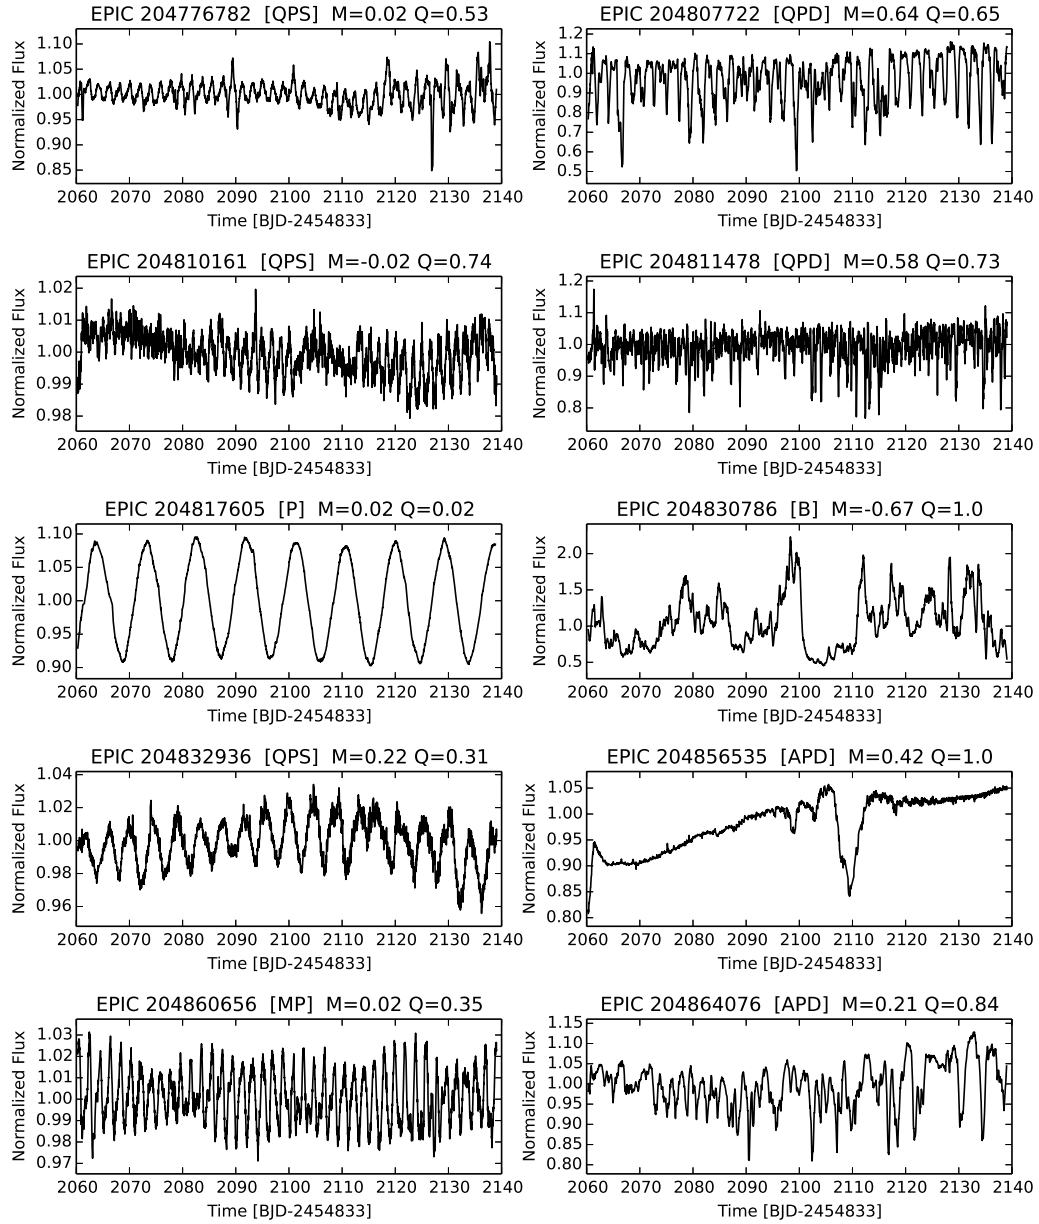 EPIC 204776782 [QPS] M=0.02 Q=0.53
Normalized Flux
1.10
1.05
1.00
0.95
0.90
0.85
2060 2070 2080 2090 2100 2110 2120 2130 2140
Time [BJD-2454833]
EPIC 204807722 [QPD] M=0.64 Q=0.65
Normalized Flux
1.2
1.1
1.0
0.9
0.8
0.7
0.6
0.5
2060 2070 2080 2090 2100 2110 2120 2130 2140
Time [BJD-2454833]
EPIC 204810161 [QPS] M=-0.02 Q=0.74
Normalized Flux
1.02
1.01
1.00
0.99
0.98
2060 2070 2080 2090 2100 2110 2120 2130 2140
Time [BJD-2454833]
EPIC 204811478 [QPD] M=0.58 Q=0.73
Normalized Flux
1.2
1.1
1.0
0.9
0.8
2060 2070 2080 2090 2100 2110 2120 2130 2140
Time [BJD-2454833]
EPIC 204817605 [P] M=0.02 Q=0.02
Normalized Flux
1.10
1.05
1.00
0.95
0.90
2060 2070 2080 2090 2100 2110 2120 2130 2140
Time [BJD-2454833]
EPIC 204830786 [B] M=-0.67 Q=1.0
Normalized Flux
2.0
1.5
1.0
0.5
2060 2070 2080 2090 2100 2110 2120 2130 2140
Time [BJD-2454833]
EPIC 204832936 [QPS] M=0.22 Q=0.31
Normalized Flux
1.04
1.02
1.00
0.98
0.96
2060 2070 2080 2090 2100 2110 2120 2130 2140
Time [BJD-2454833]
EPIC 204856535 [APD] M=0.42 Q=1.0
Normalized Flux
1.05
1.00
0.95
0.90
0.85
0.80
2060 2070 2080 2090 2100 2110 2120 2130 2140
Time [BJD-2454833]
EPIC 204860656 [MP] M=0.02 Q=0.35
Normalized Flux
1.03
1.02
1.01
1.00
0.99
0.98
0.97
2060 2070 2080 2090 2100 2110 2120 2130 2140
Time [BJD-2454833]
EPIC 204864076 [APD] M=0.21 Q=0.84
Normalized Flux
1.15
1.10
1.05
1.00
0.95
0.90
0.85
0.80
2060 2070 2080 2090 2100 2110 2120 2130 2140
Time [BJD-2454833]